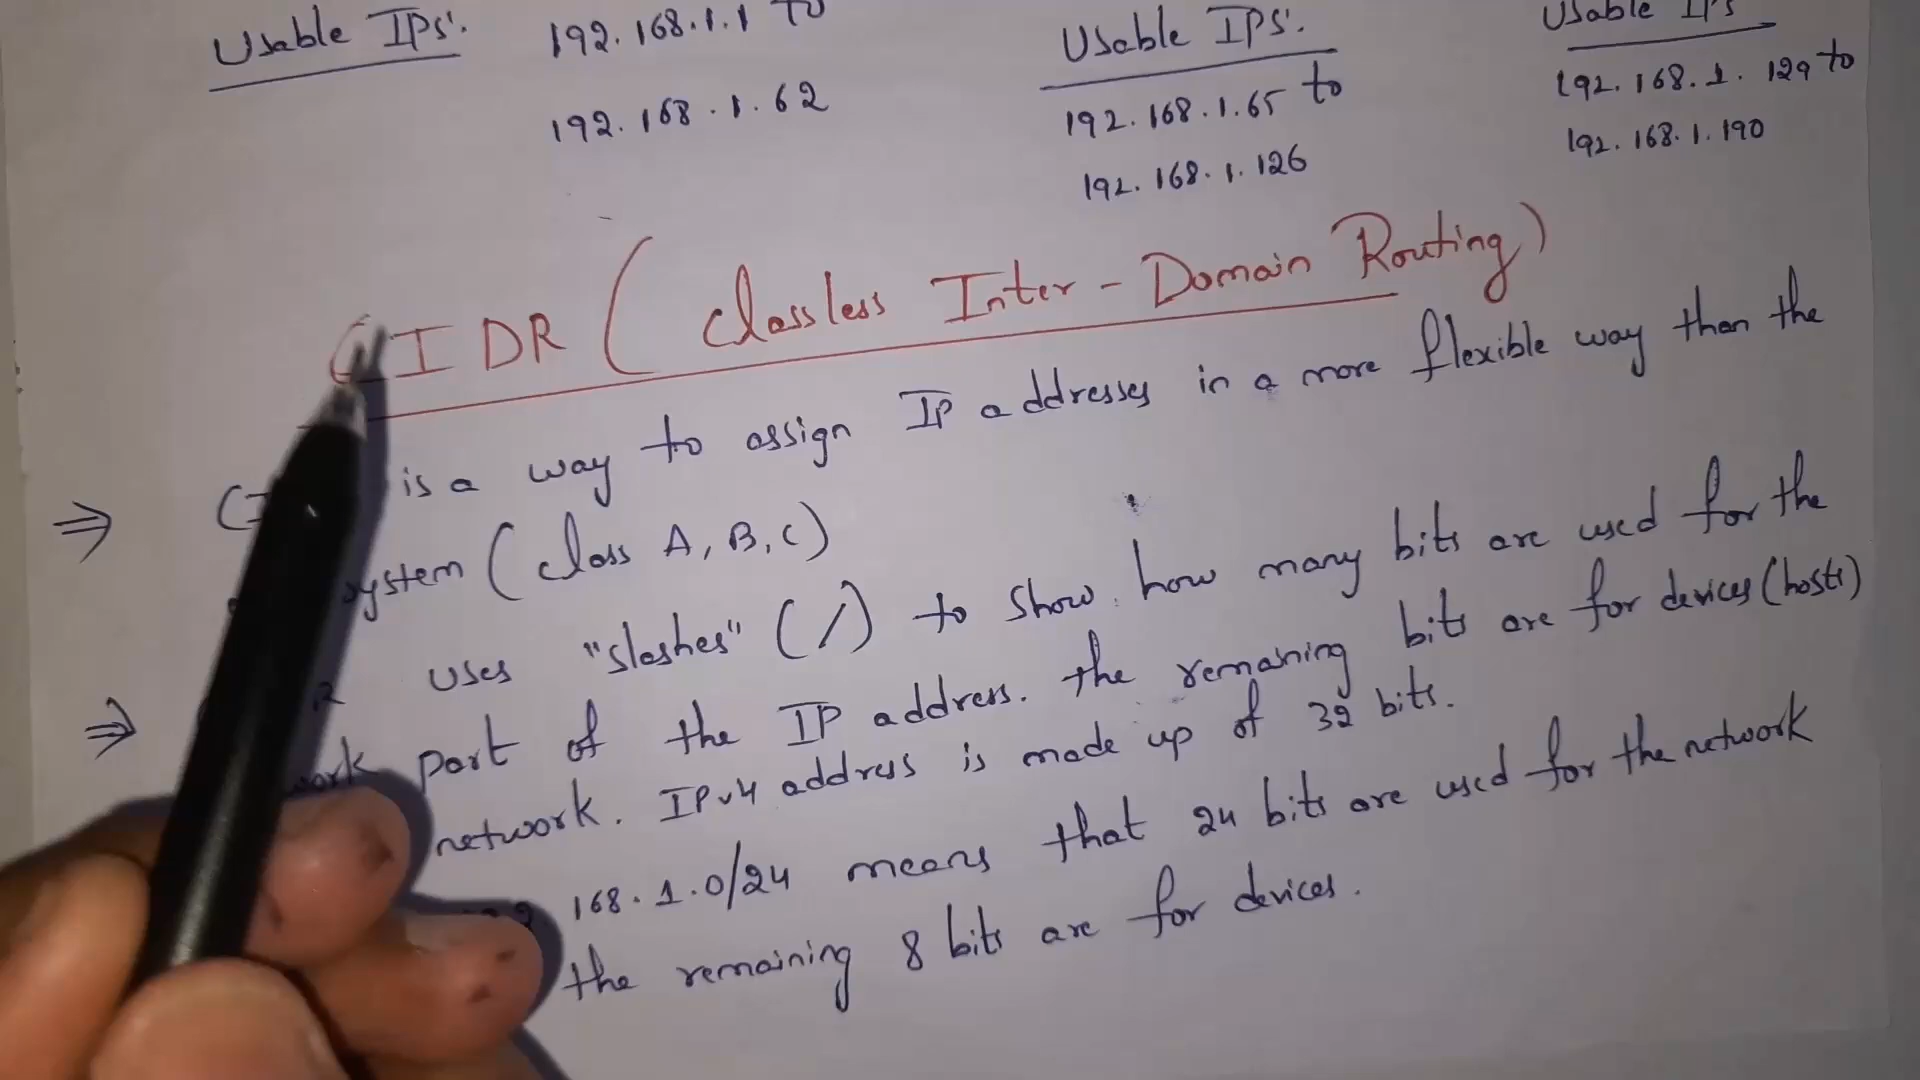 Usable IPs:
192.168.1.1 To
192.168.1.62
Usable IPs:
192.168.1.65 to
192.168.1.126
Usable IPs
192.168.1.129 to
192.168.1.190
CIDR (Classless Inter-Domain Routing)
⇒ is a way to assign IP addresses in a more flexible way than the
system (class A, B, C)
⇒ uses "slashes" (/) to show how many bits are used for the
part of the IP address. the remaining bits are for devices (hosts)
network. IPv4 address is made up of 32 bits.
168.1.0/24 means that 24 bits are used for the network
the remaining 8 bits are for devices.